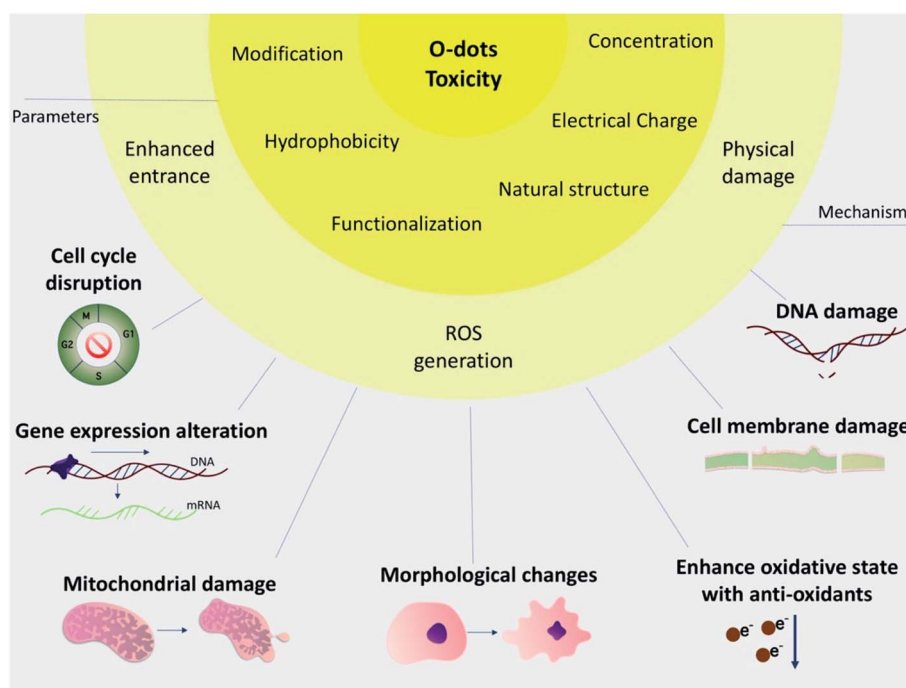 O-dots
Toxicity
Modification
Concentration
Parameters
Hydrophobicity
Electrical Charge
Enhanced
entrance
Natural structure
Physical
damage
Functionalization
Mechanism
Cell cycle
disruption
M
G1
G2
S
ROS
generation
DNA damage
Gene expression alteration
DNA
mRNA
Cell membrane damage
Mitochondrial damage
Morphological changes
Enhance oxidative state
with anti-oxidants
e-
e-
e-